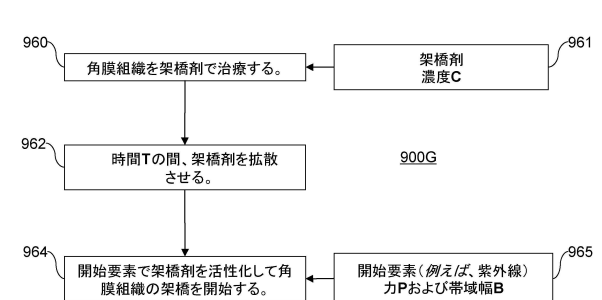 960
角膜組織を架橋剤で治療する。
架橋剤
濃度C
961
962
時間Tの間、架橋剤を拡散
させる。
900G
964
開始要素で架橋剤を活性化して角
膜組織の架橋を開始する。
開始要素(例えば、紫外線)
力Pおよび帯域幅B
965